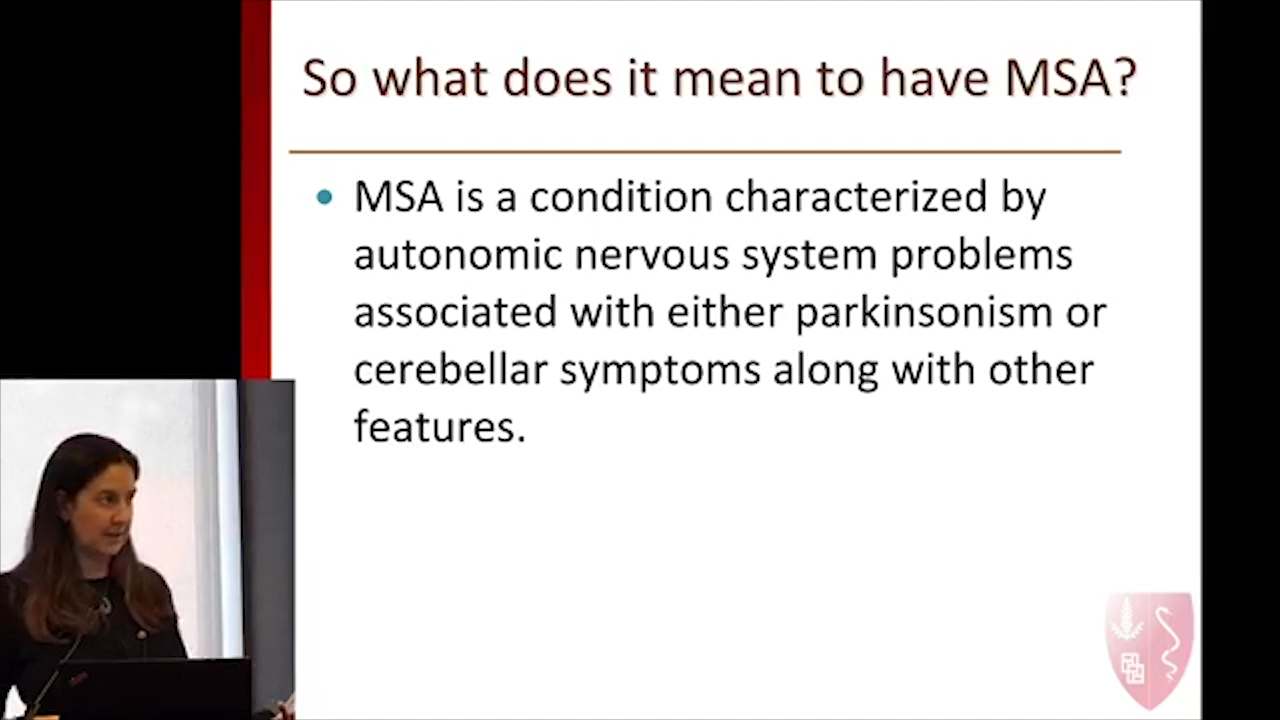 So what does it mean to have MSA?
• MSA is a condition characterized by
autonomic nervous system problems
associated with either parkinsonism or
cerebellar symptoms along with other
features.